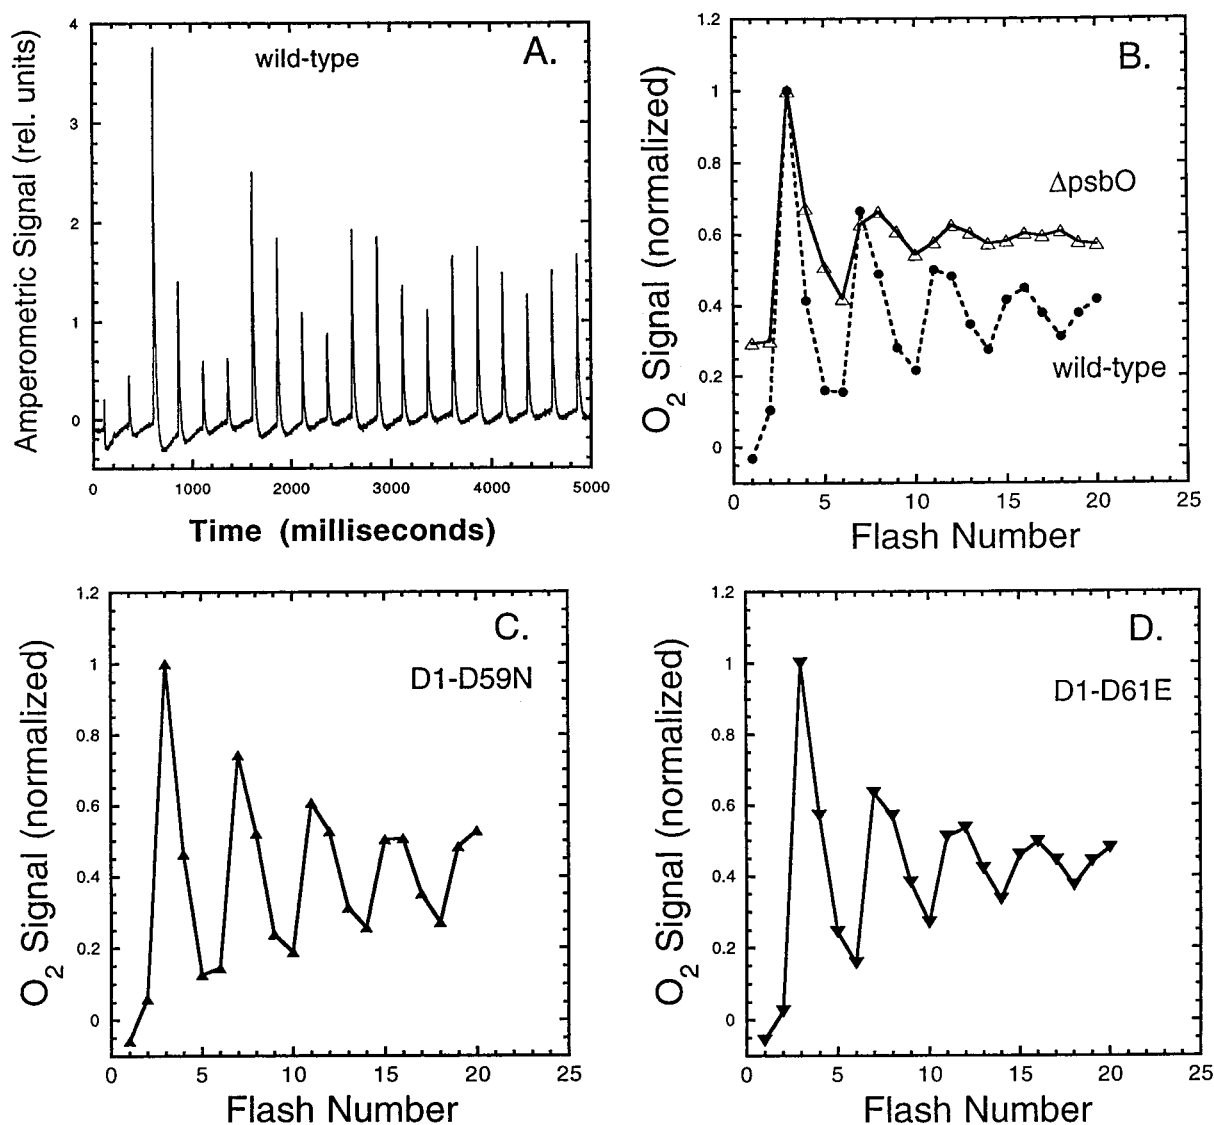 A.
wild-type
Amperometric Signal (rel. units)
4
3
2
1
0
0 1000 2000 3000 4000 5000
Time (milliseconds)
B.
ΔpsbO
wild-type
O2 Signal (normalized)
1.2
1
0.8
0.6
0.4
0.2
0
0 5 10 15 20 25
Flash Number
C.
D1-D59N
O2 Signal (normalized)
1.2
1
0.8
0.6
0.4
0.2
0
0 5 10 15 20 25
Flash Number
D.
D1-D61E
O2 Signal (normalized)
1.2
1
0.8
0.6
0.4
0.2
0
0 5 10 15 20 25
Flash Number